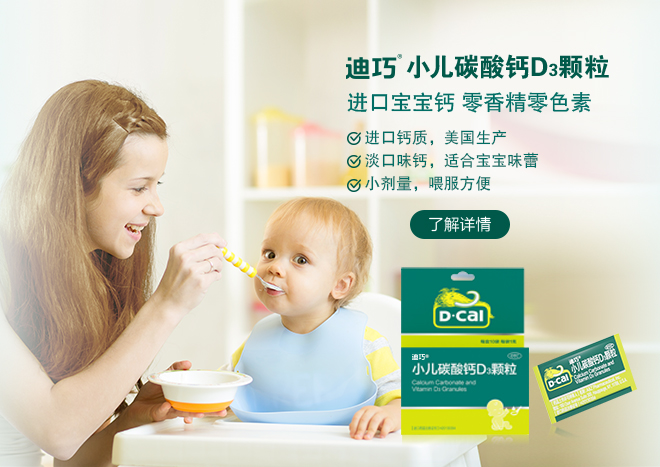 迪巧® 小儿碳酸钙D3颗粒
进口宝宝钙 零香精零色素
进口钙质，美国生产
淡口味钙，适合宝宝味蕾
小剂量，喂服方便
了解详情
D·Cal
迪巧®
小儿碳酸钙D3颗粒
Calcium Carbonate and
Vitamin D3 Granules
迪巧®
D·Cal
小儿碳酸钙D3颗粒
Calcium Carbonate and
Vitamin D3 Granules